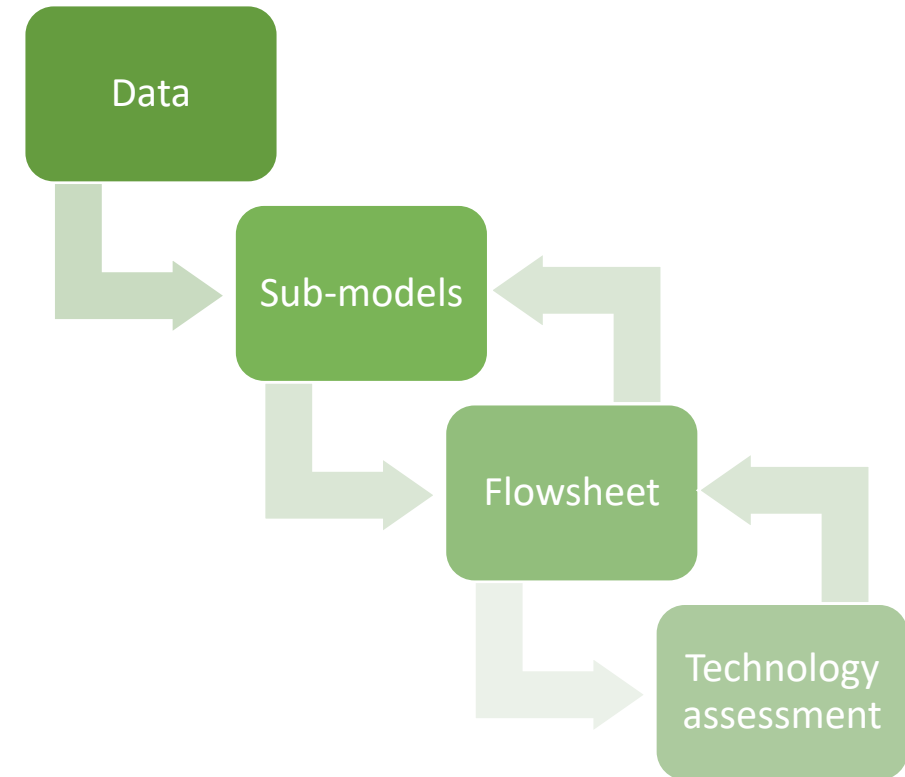 Data
Sub-models
Flowsheet
Technology
assessment